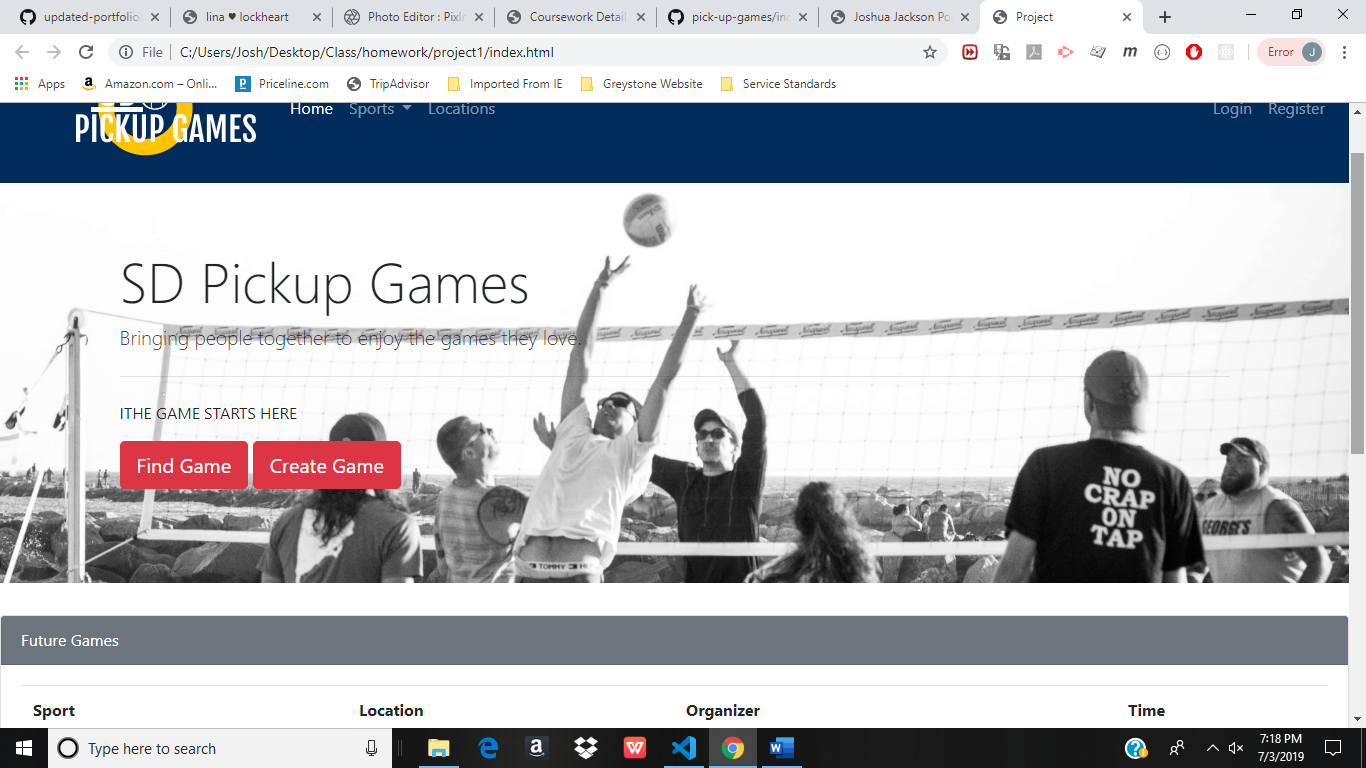 updated-portfolio
lina ♥ lockheart
Photo Editor : Pixlr
Coursework Detail
pick-up-games/ind
Joshua Jackson Po
Project
File
C:/Users/Josh/Desktop/Class/homework/project1/index.html
Error
J
Apps
Amazon.com – Onli...
Priceline.com
TripAdvisor
Imported From IE
Greystone Website
Service Standards
PICKUP GAMES
Home
Sports
Locations
Login
Register
SD Pickup Games
Bringing people together to enjoy the games they love.
ITHE GAME STARTS HERE
Find Game
Create Game
NO
CRAP
ON
TAP
GEORGE'S
TOMMY
Future Games
Sport
Location
Organizer
Time
Type here to search
7:18 PM
7/3/2019